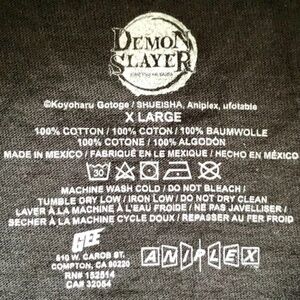 DEMON
SLAYER
©Koyoharu Gotoge / SHUEISHA, Aniplex, ufotable
X LARGE
100% COTTON / 100% COTON / 100% BAUMWOLLE
100% COTONE / 100% ALGODÓN
MADE IN MEXICO / FABRIQUÉ EN LE MEXIQUE / HECHO EN MÉXICO
30
MACHINE WASH COLD / DO NOT BLEACH /
TUMBLE DRY LOW / IRON LOW / DO NOT DRY CLEAN
LAVER À LA MACHINE À L'EAU FROIDE / NE PAS JAVELLISER /
SECHER À LA MACHINE CYCLE DOUX / REPASSER AU FER FROID
ANIPLEX
810 W. CAROB ST.
COMPTON, CA 90220
RN# 152514
CA# 32054